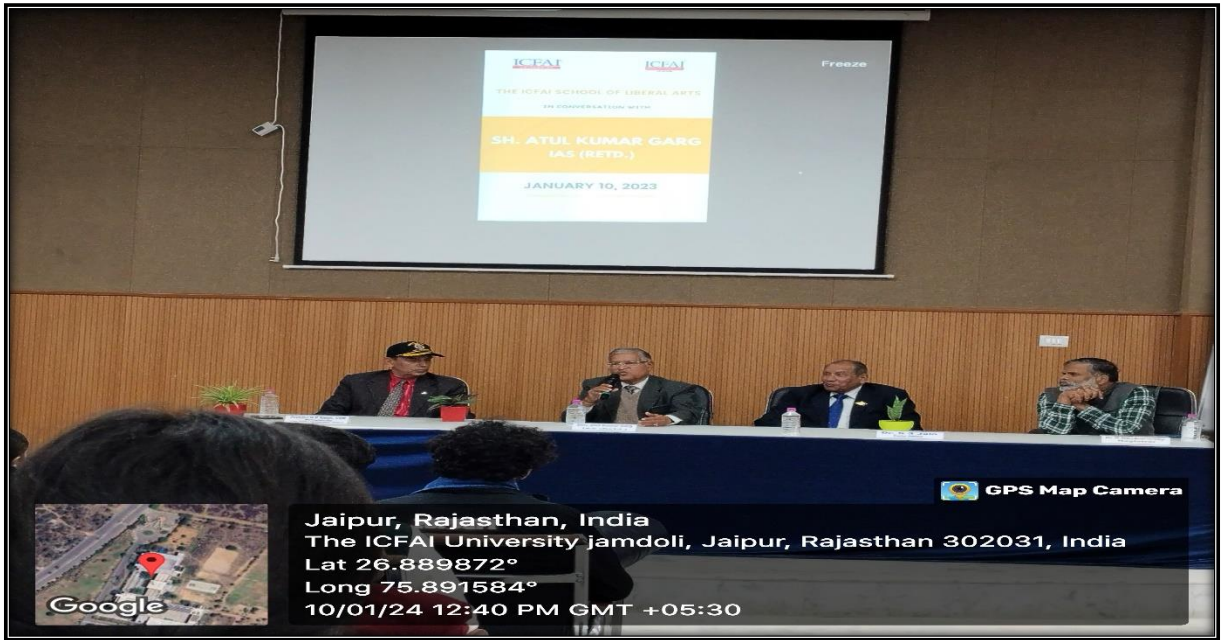 ICFAI
ICFAI
Freeze
THE ICFAI SCHOOL OF LIBERAL ARTS
IN CONVERSATION WITH
SH. ATUL KUMAR GARG
IAS (RETD.)
JANUARY 10, 2023
GPS Map Camera
Jaipur, Rajasthan, India
The ICFAI University jamdoli, Jaipur, Rajasthan 302031, India
Lat 26.889872°
Long 75.891584°
10/01/24 12:40 PM GMT +05:30
Google